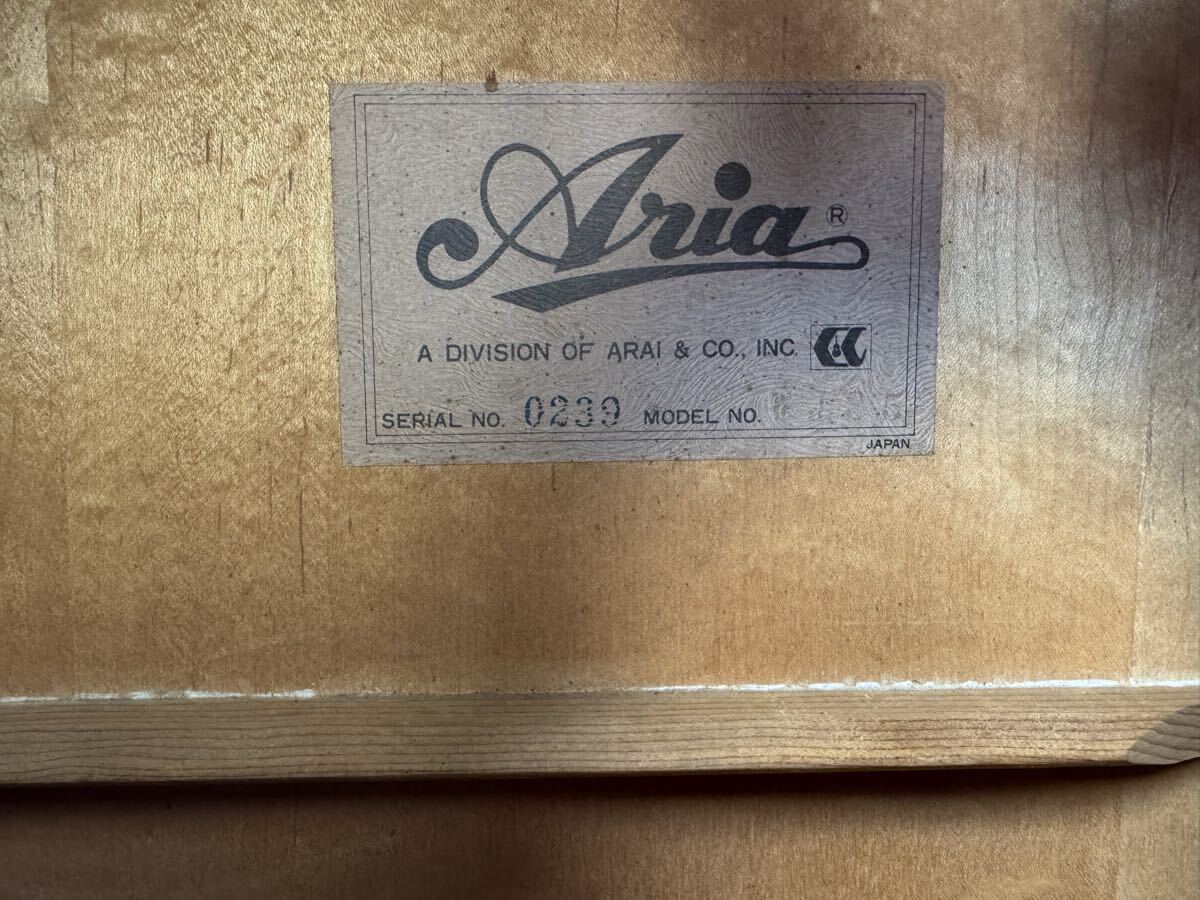 Aria ®
A DIVISION OF ARAI & CO., INC.
SERIAL NO. 0239 MODEL NO.
JAPAN